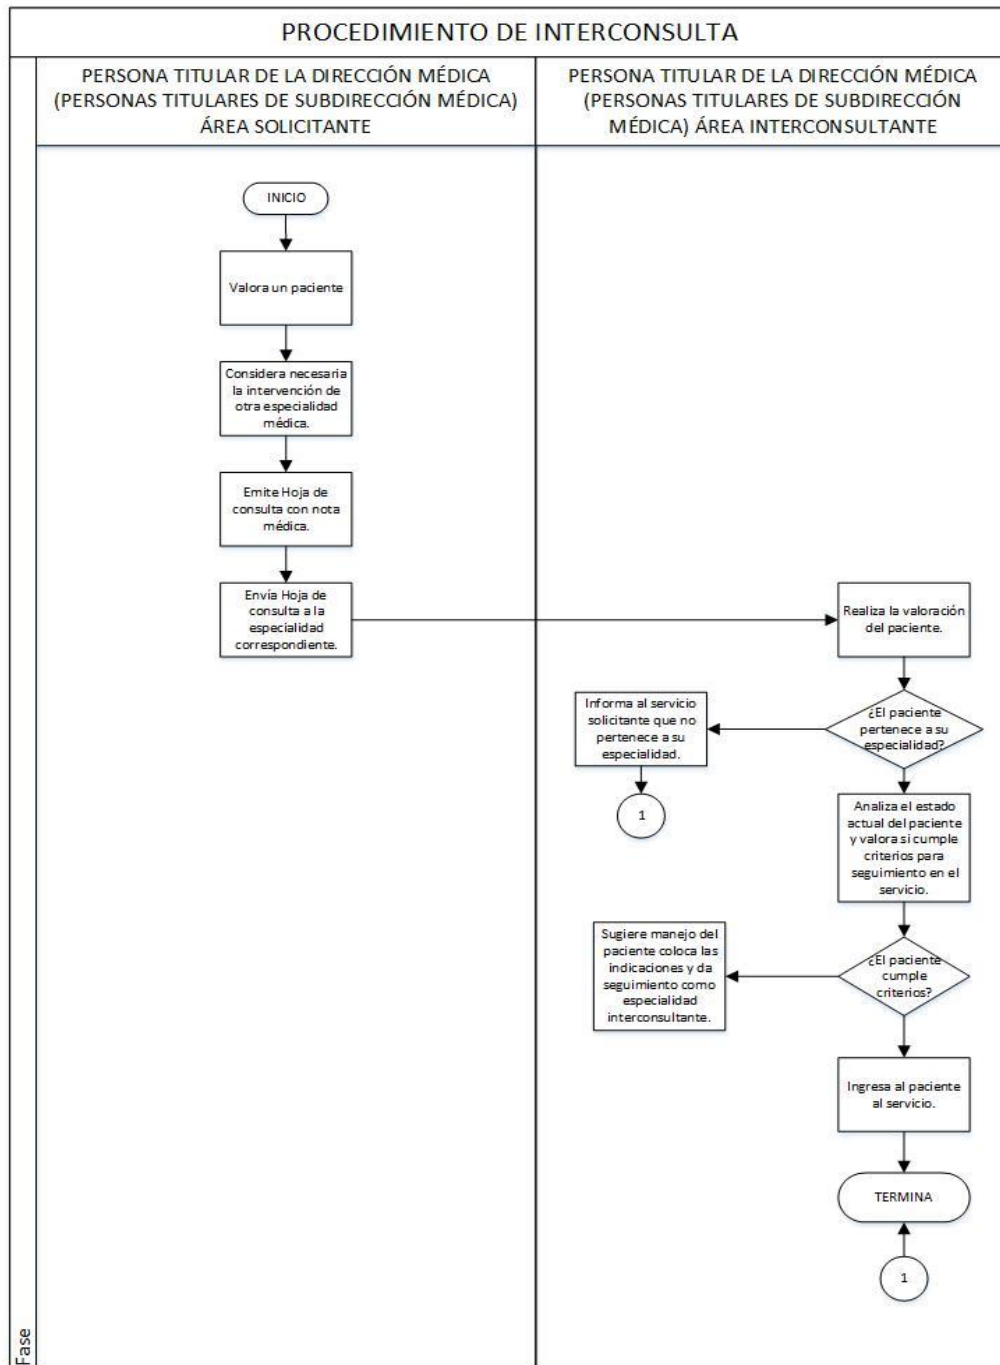 PROCEDIMIENTO DE INTERCONSULTA
PERSONA TITULAR DE LA DIRECCIÓN MÉDICA
(PERSONAS TITULARES DE SUBDIRECCIÓN MÉDICA)
ÁREA SOLICITANTE
PERSONA TITULAR DE LA DIRECCIÓN MÉDICA
(PERSONAS TITULARES DE SUBDIRECCIÓN
MÉDICA) ÁREA INTERCONSULTANTE
INICIO
Valora un paciente
Considera necesaria
la intervención de
otra especialidad
médica.
Emite Hoja de
consulta con nota
médica.
Envía Hoja de
consulta a la
especialidad
correspondiente.
Realiza la valoración
del paciente.
¿El paciente
pertenece a su
especialidad?
Informa al servicio
solicitante que no
pertenece a su
especialidad.
1
Analiza el estado
actual del paciente
y valora si cumple
criterios para
seguimiento en el
servicio.
¿El paciente
cumple
criterios?
Sugiere manejo del
paciente coloca las
indicaciones y da
seguimiento como
especialidad
interconsultante.
Ingresa al paciente
al servicio.
TERMINA
1
Fase